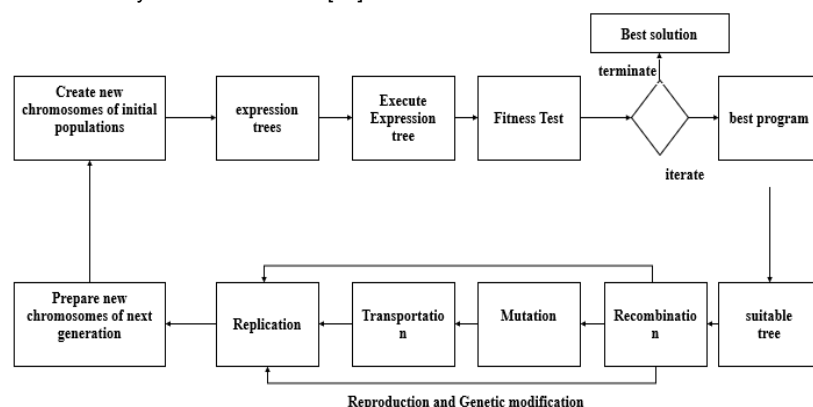 Best solution
terminate
Create new
chromosomes of initial
populations
expression
trees
Execute
Expression
tree
Fitness Test
best program
iterate
Prepare new
chromosomes of next
generation
Replication
Transportatio
n
Mutation
Recombinatio
n
suitable
tree
Reproduction and Genetic modification